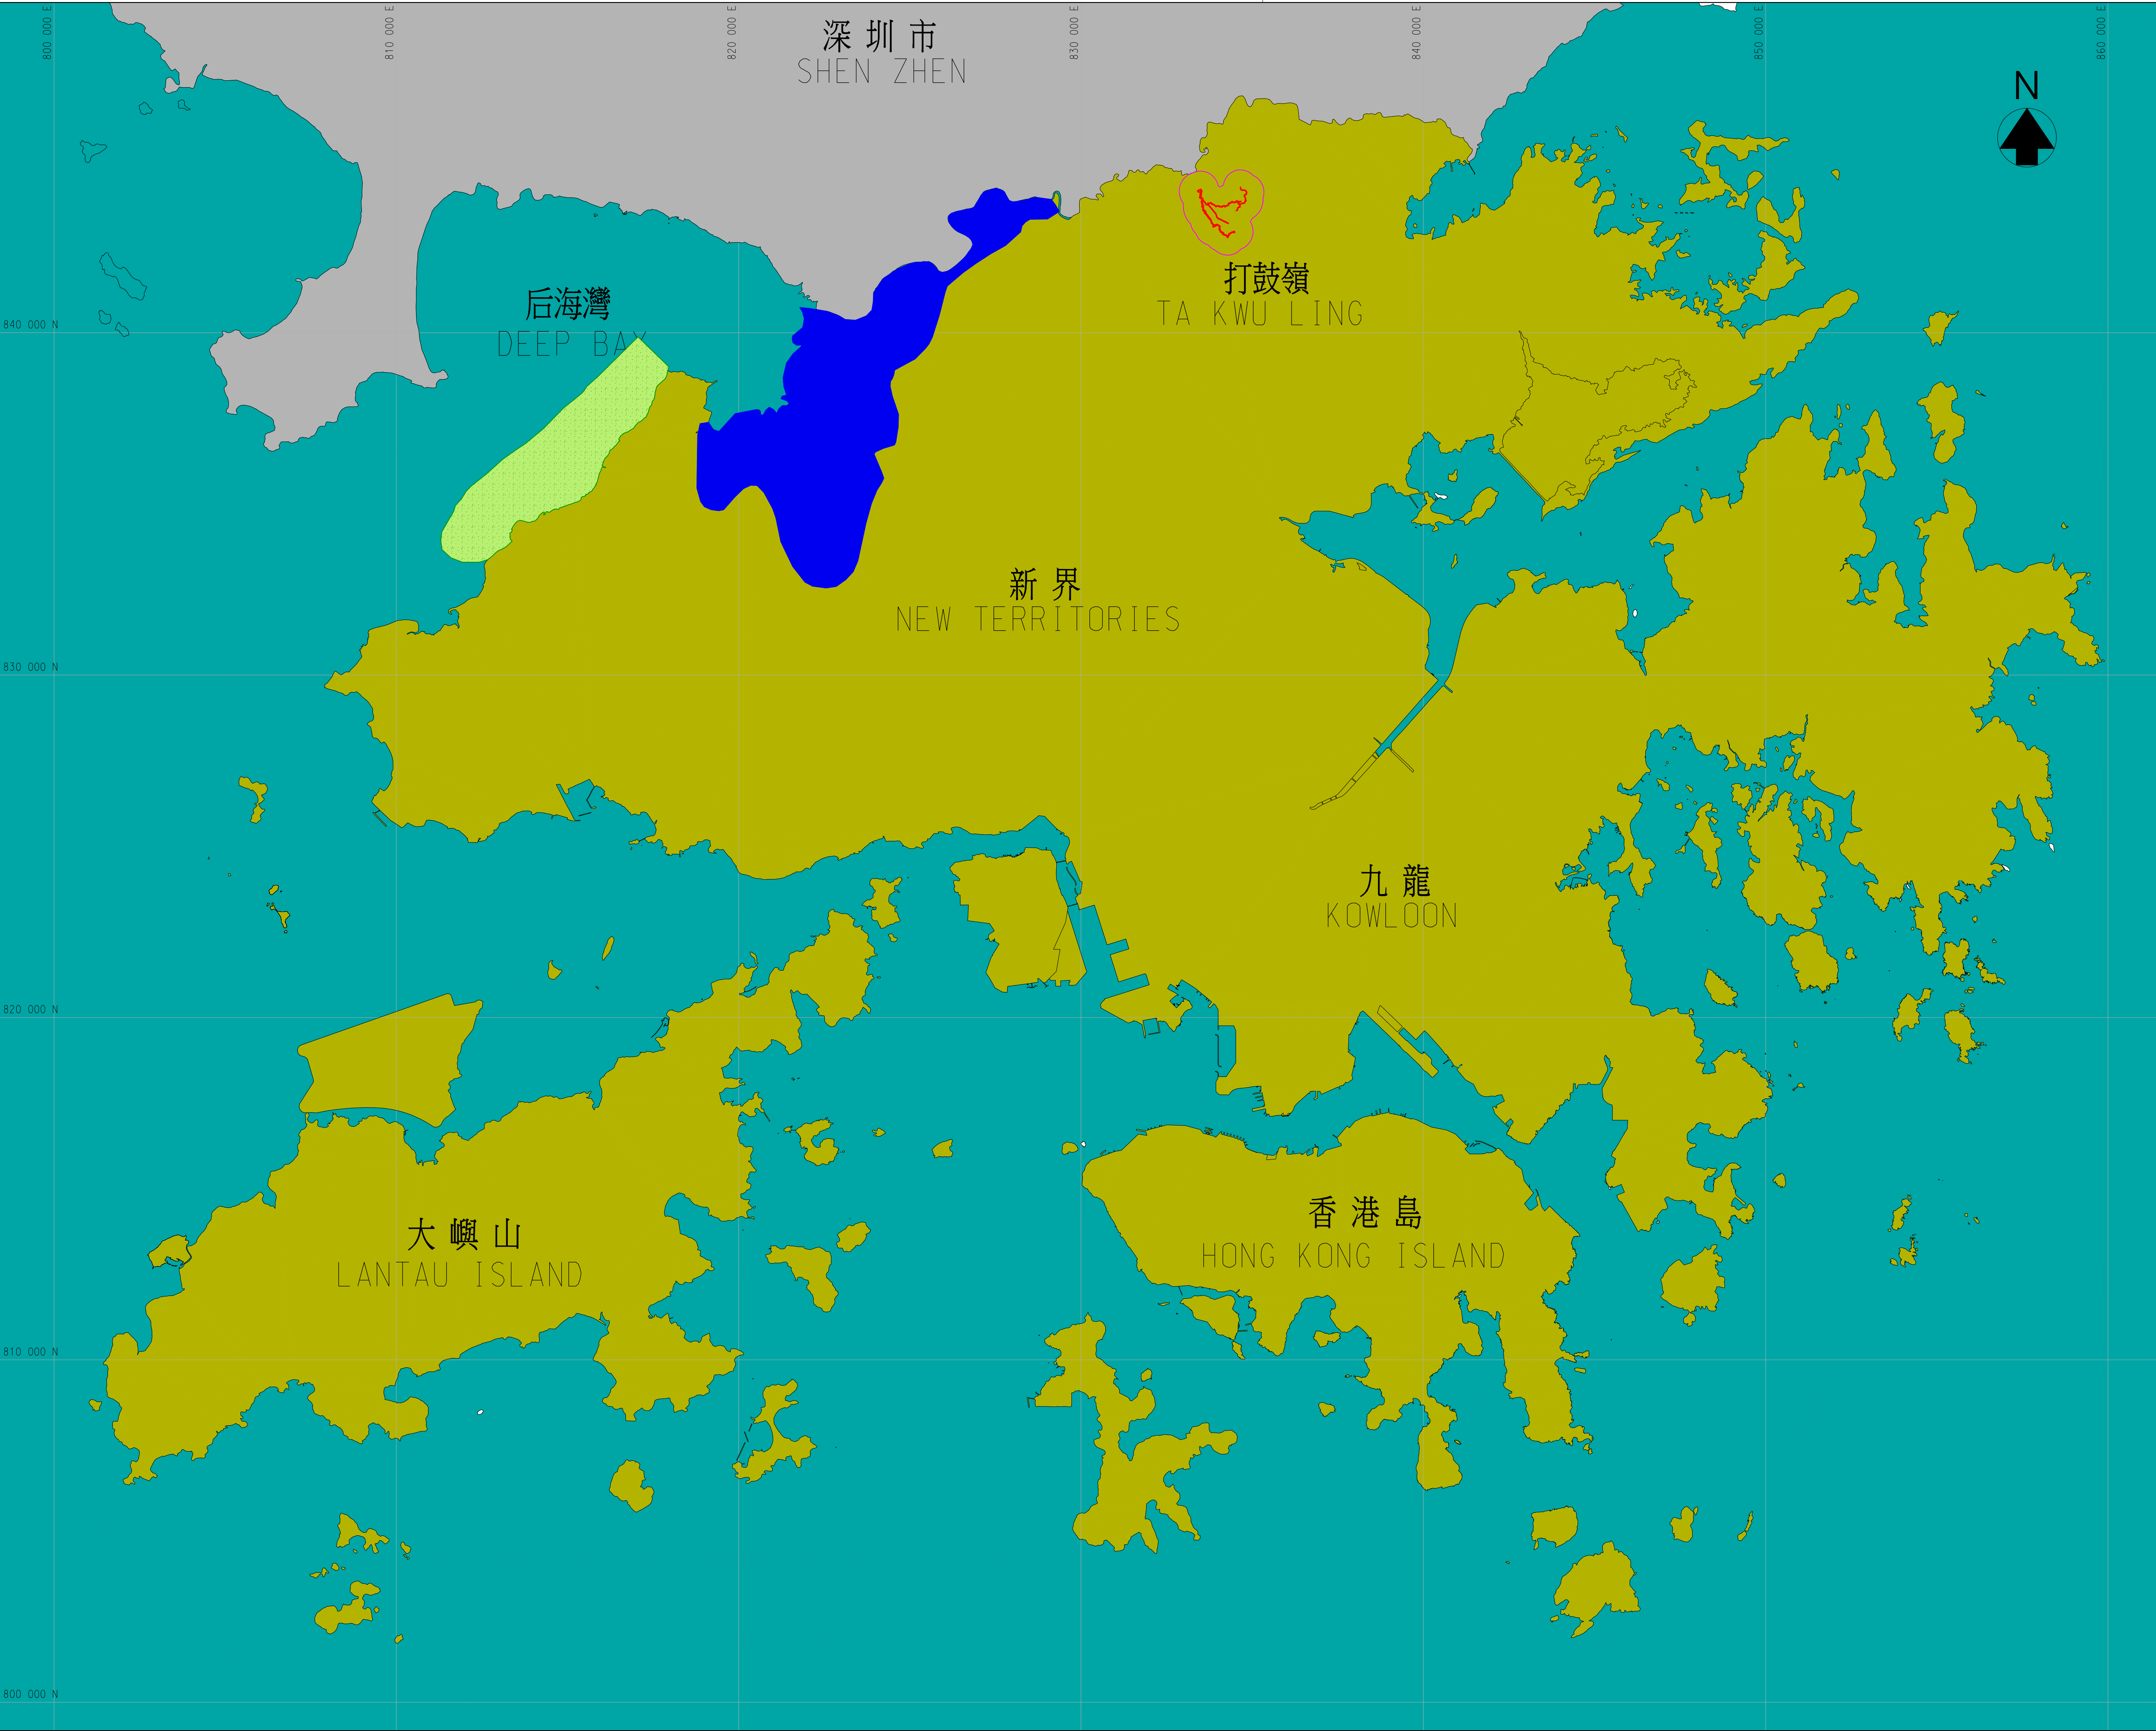 800 000 E
810 000 E
820 000 E
830 000 E
840 000 E
850 000 E
860 000 E
深圳市
SHEN ZHEN
N
打鼓嶺
TA KWU LING
后海灣
DEEP BAY
840 000 N
新界
NEW TERRITORIES
830 000 N
九龍
KOWLOON
820 000 N
香港島
HONG KONG ISLAND
大嶼山
LANTAU ISLAND
810 000 N
800 000 N